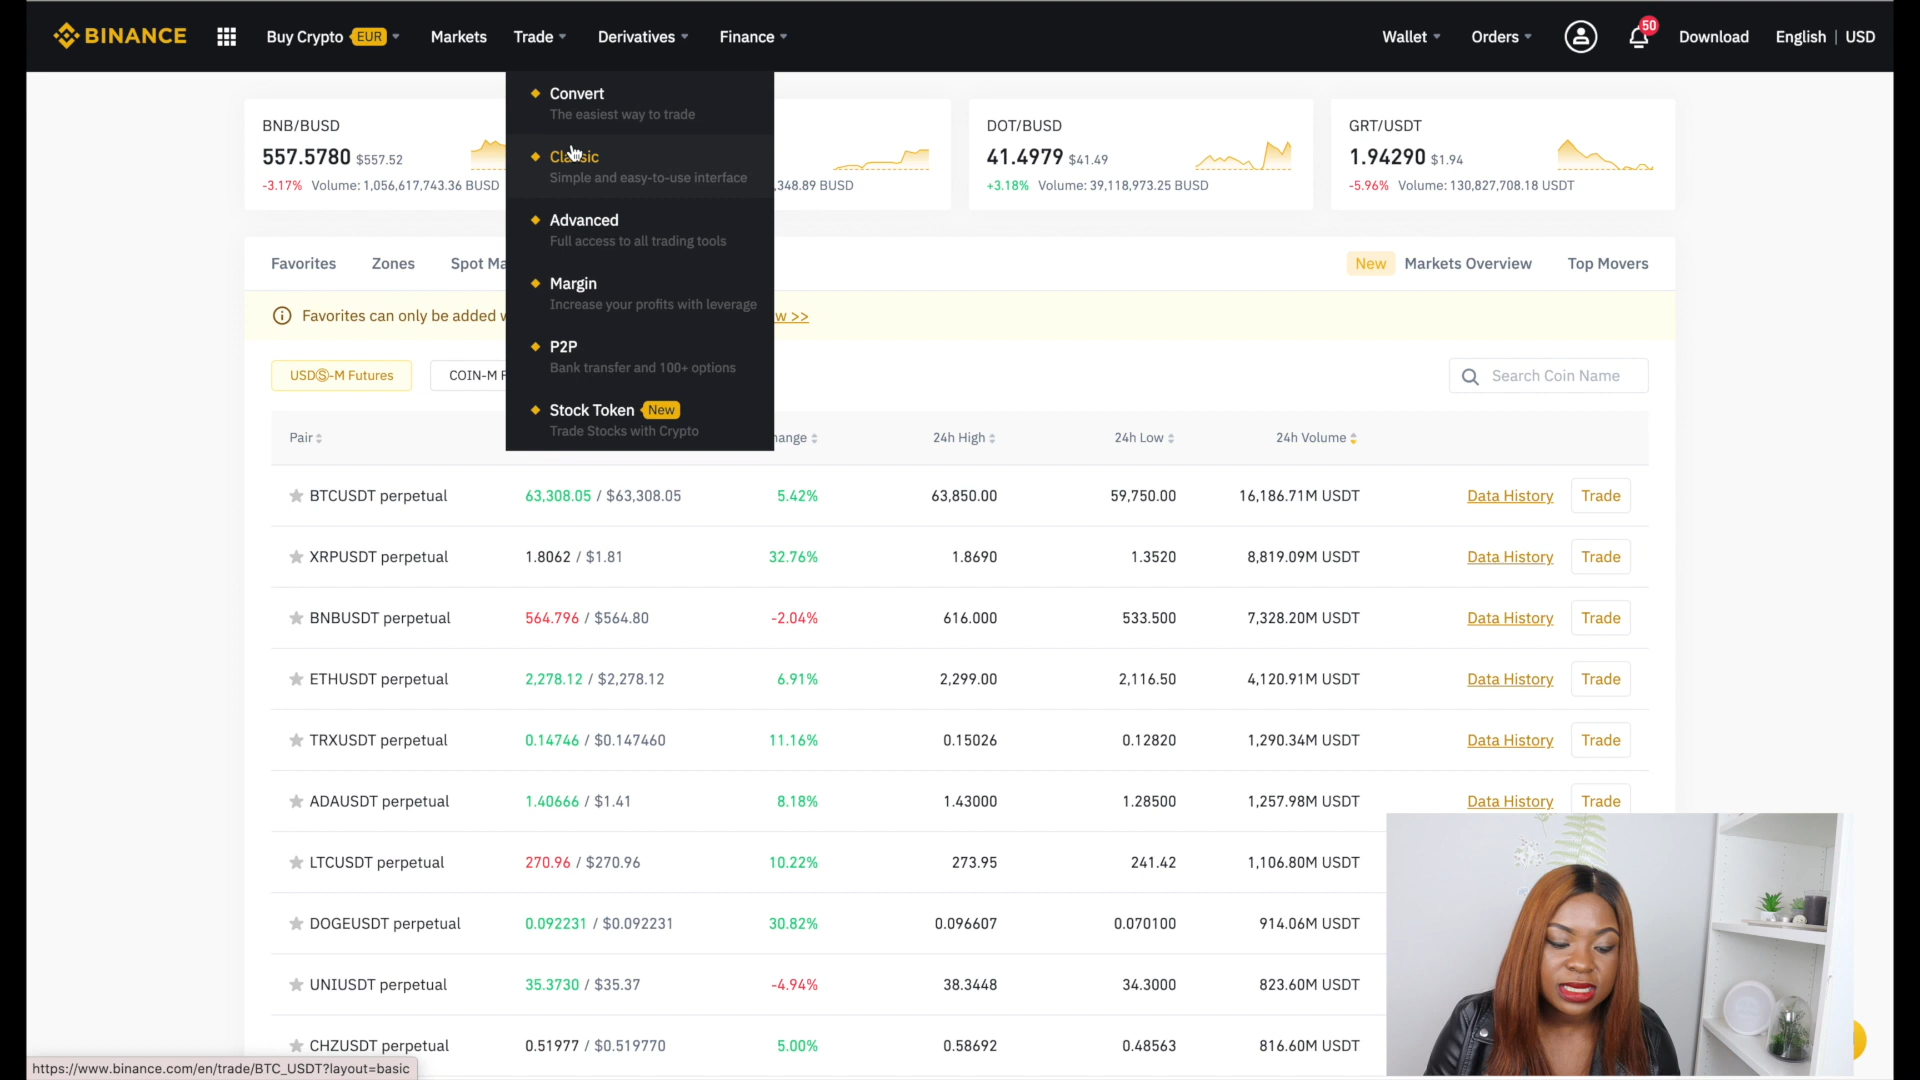 BINANCE
Buy Crypto EUR
Markets
Trade
Derivatives
Finance
Wallet
Orders
50
Download
English | USD
Convert
The easiest way to trade
Classic
Simple and easy-to-use interface
Advanced
Full access to all trading tools
Margin
Increase your profits with leverage
P2P
Bank transfer and 100+ options
Stock Token New
Trade Stocks with Crypto
BNB/BUSD
557.5780 $557.52
-3.17% Volume: 1,056,617,743.36 BUSD
,348.89 BUSD
DOT/BUSD
41.4979 $41.49
+3.18% Volume: 39,118,973.25 BUSD
GRT/USDT
1.94290 $1.94
-5.96% Volume: 130,827,708.18 USDT
Favorites Zones Spot Ma
New Markets Overview Top Movers
Favorites can only be added w
w >>
USDⓈ-M Futures COIN-M F
Search Coin Name
Pair hange 24h High 24h Low 24h Volume
BTCUSDT perpetual 63,308.05 / $63,308.05 5.42% 63,850.00 59,750.00 16,186.71M USDT Data History Trade
XRPUSDT perpetual 1.8062 / $1.81 32.76% 1.8690 1.3520 8,819.09M USDT Data History Trade
BNBUSDT perpetual 564.796 / $564.80 -2.04% 616.000 533.500 7,328.20M USDT Data History Trade
ETHUSDT perpetual 2,278.12 / $2,278.12 6.91% 2,299.00 2,116.50 4,120.91M USDT Data History Trade
TRXUSDT perpetual 0.14746 / $0.147460 11.16% 0.15026 0.12820 1,290.34M USDT Data History Trade
ADAUSDT perpetual 1.40666 / $1.41 8.18% 1.43000 1.28500 1,257.98M USDT Data History Trade
LTCUSDT perpetual 270.96 / $270.96 10.22% 273.95 241.42 1,106.80M USDT
DOGEUSDT perpetual 0.092231 / $0.092231 30.82% 0.096607 0.070100 914.06M USDT
UNIUSDT perpetual 35.3730 / $35.37 -4.94% 38.3448 34.3000 823.60M USDT
CHZUSDT perpetual 0.51977 / $0.519770 5.00% 0.58692 0.48563 816.60M USDT
https://www.binance.com/en/trade/BTC_USDT?layout=basic